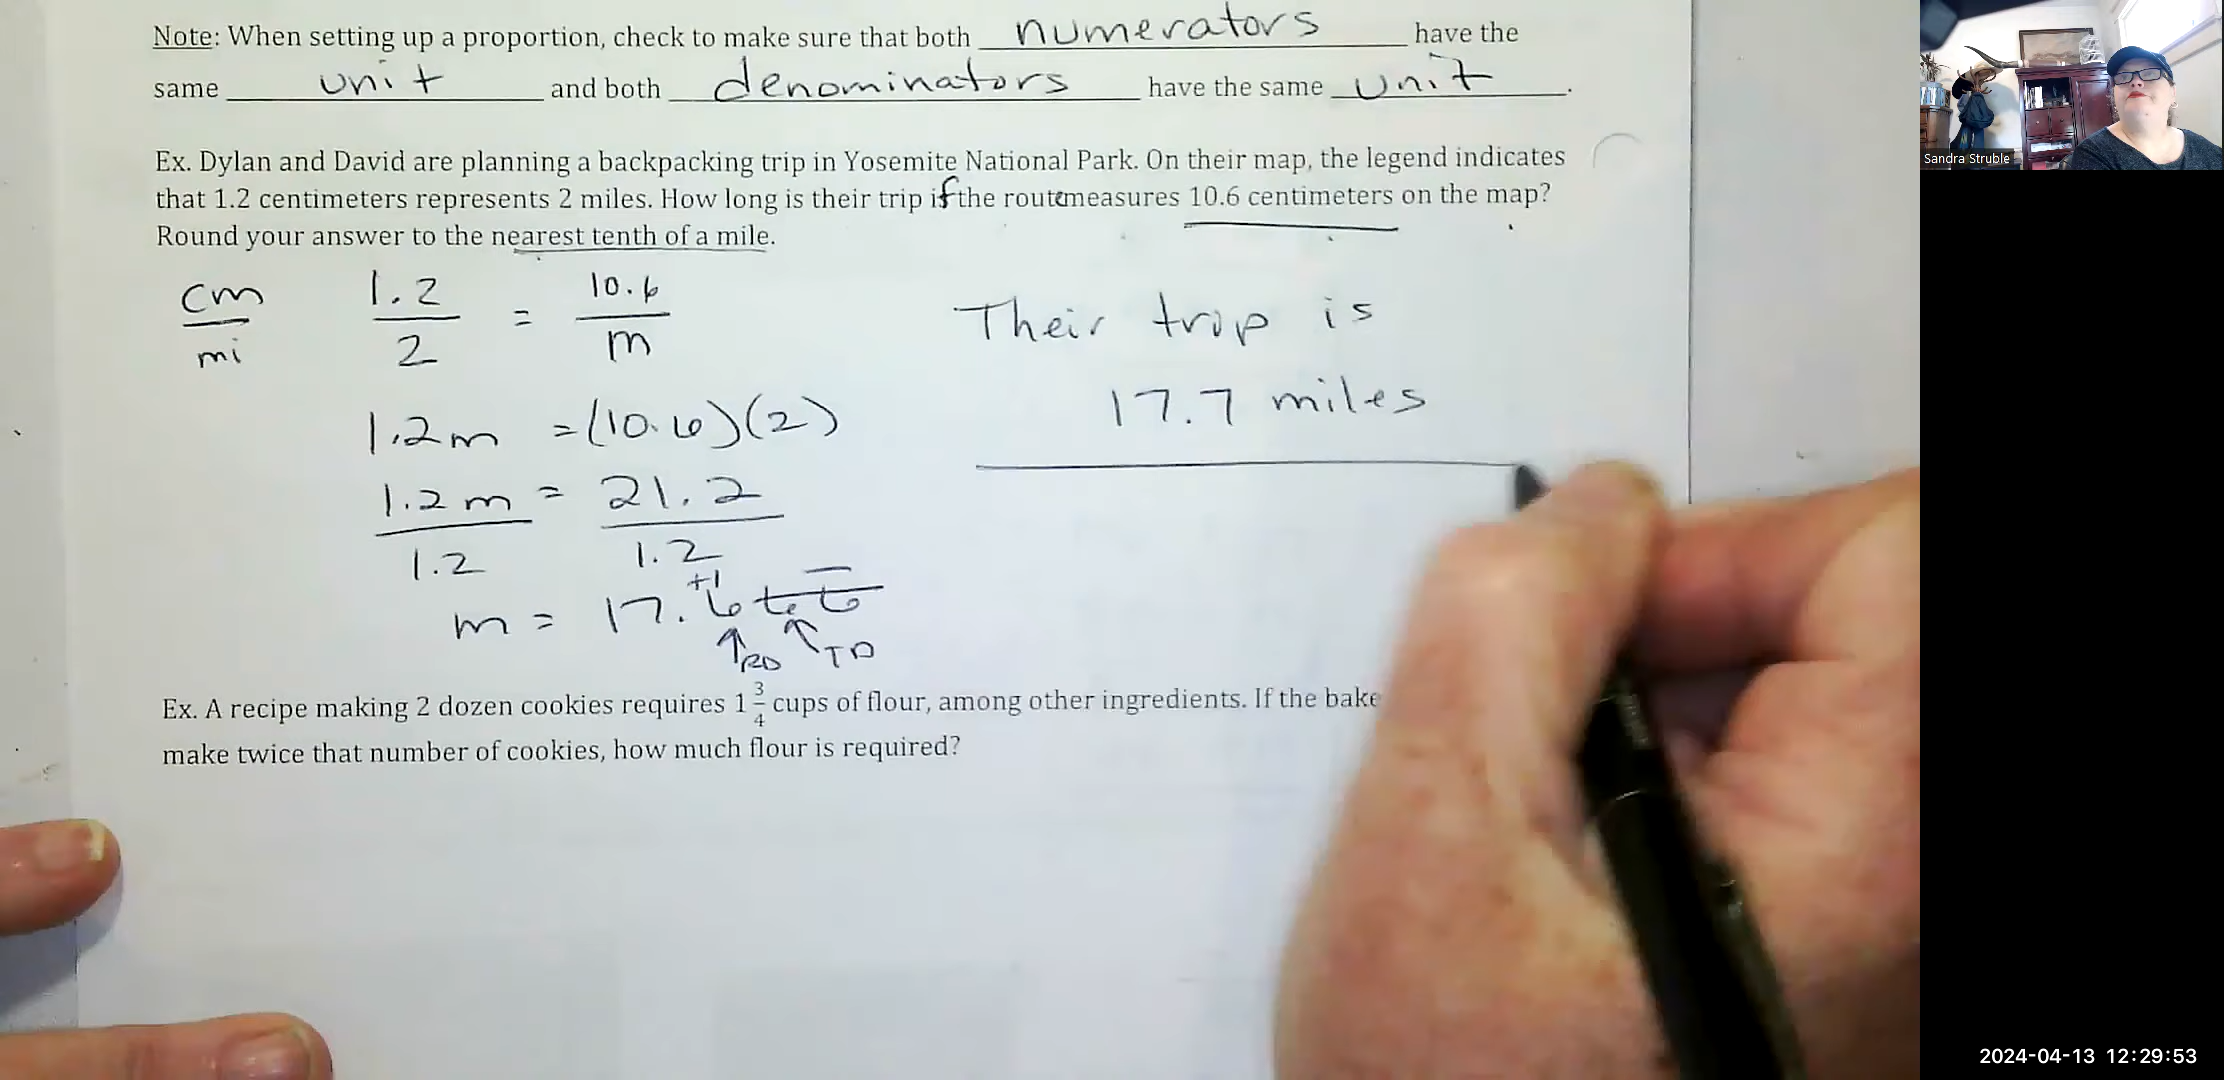 Note: When setting up a proportion, check to make sure that both numerators have the
same unit and both denominators have the same unit.
Ex. Dylan and David are planning a backpacking trip in Yosemite National Park. On their map, the legend indicates
that 1.2 centimeters represents 2 miles. How long is their trip if the route measures 10.6 centimeters on the map?
Round your answer to the nearest tenth of a mile.
cm/mi 1.2/2 = 10.6/m
1.2m = (10.6)(2)
1.2m/1.2 = 21.2/1.2
+1
m = 17.666
RD TD
Their trip is
17.7 miles
Ex. A recipe making 2 dozen cookies requires 1 3/4 cups of flour, among other ingredients. If the bake
make twice that number of cookies, how much flour is required?
Sandra Struble
2024-04-13 12:29:53